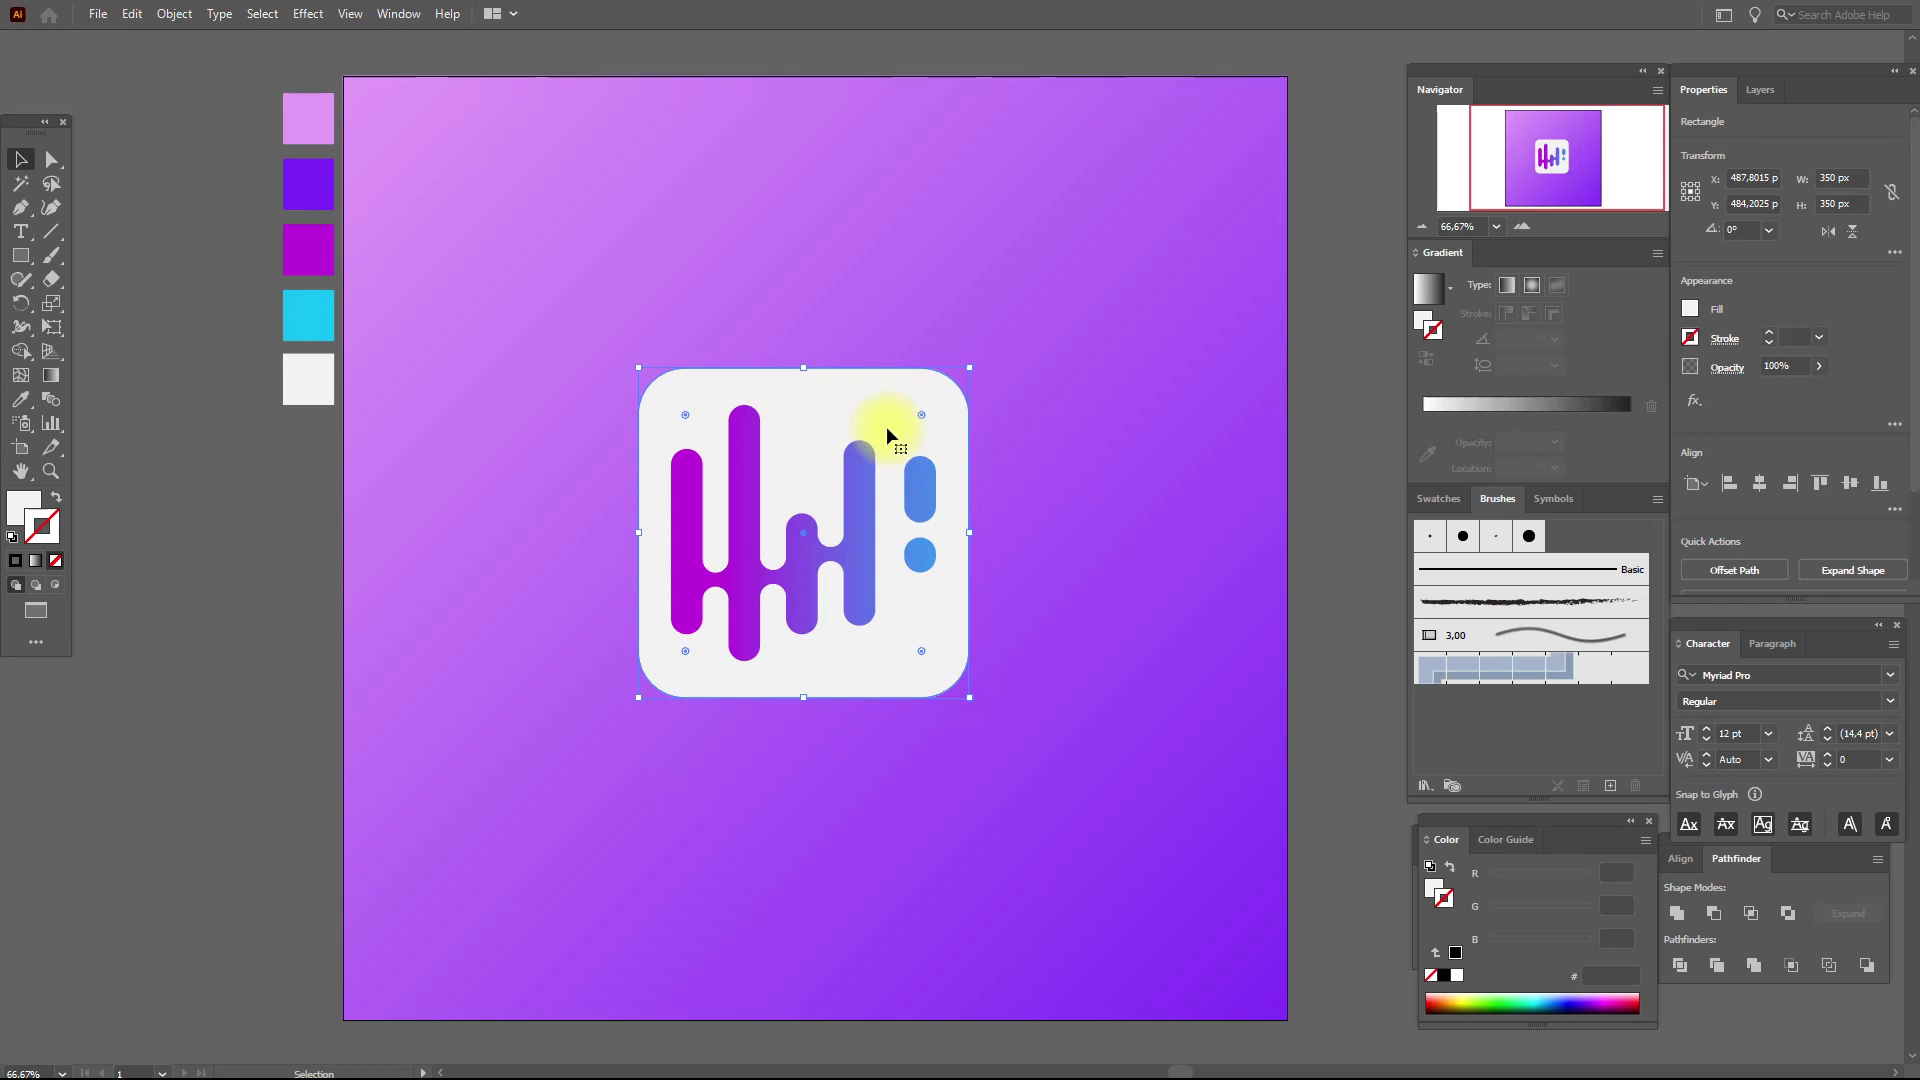 Ai File Edit Object Type Select Effect View Window Help
Search Adobe Help
Navigator
66,67%
Gradient
Type:
Stroke:
Opacity:
Location:
Swatches Brushes Symbols
Basic
3,00
Color Color Guide
R
G
B
#
Properties Layers
Rectangle
Transform
X: 487,8015 p W: 350 px
Y: 484,2025 p H: 350 px
0°
Appearance
Fill
Stroke
Opacity 100%
fx.
Align
Quick Actions
Offset Path Expand Shape
Character Paragraph
Myriad Pro
Regular
12 pt (14,4 pt)
Auto 0
Snap to Glyph
Align Pathfinder
Shape Modes:
Expand
Pathfinders:
66,67% 1 Selection